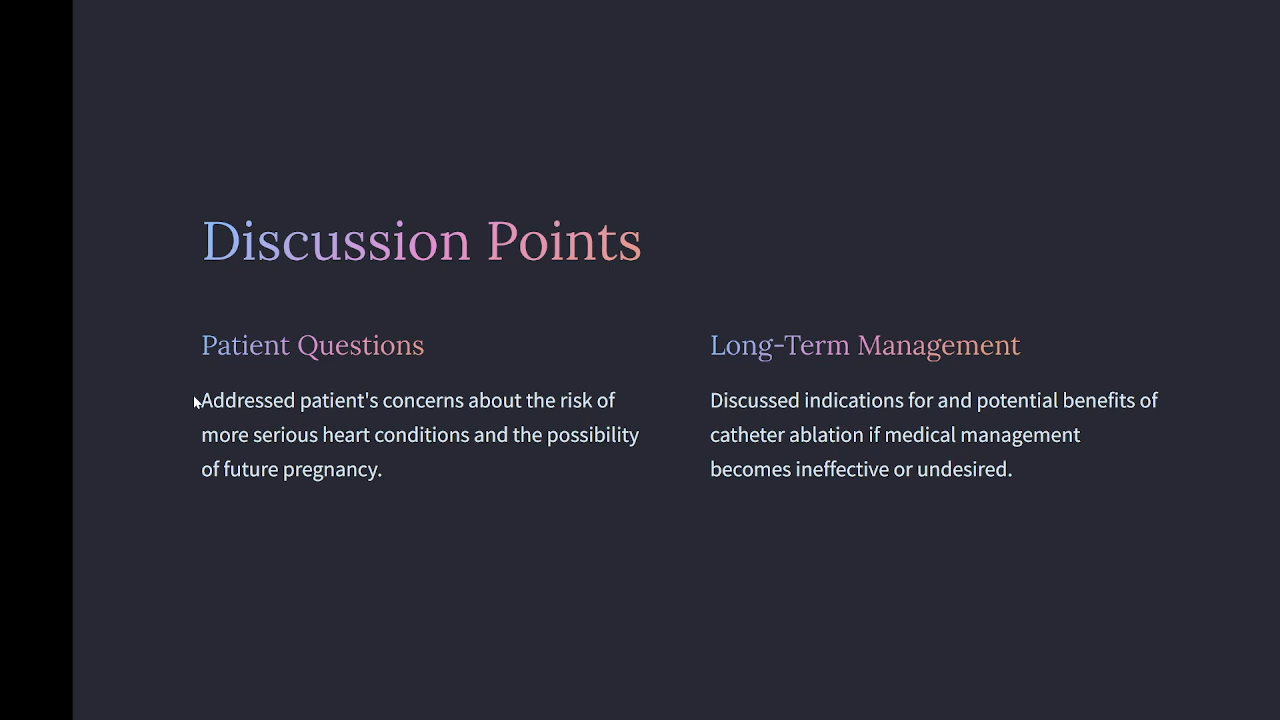 Discussion Points
Patient Questions
Addressed patient's concerns about the risk of
more serious heart conditions and the possibility
of future pregnancy.
Long-Term Management
Discussed indications for and potential benefits of
catheter ablation if medical management
becomes ineffective or undesired.